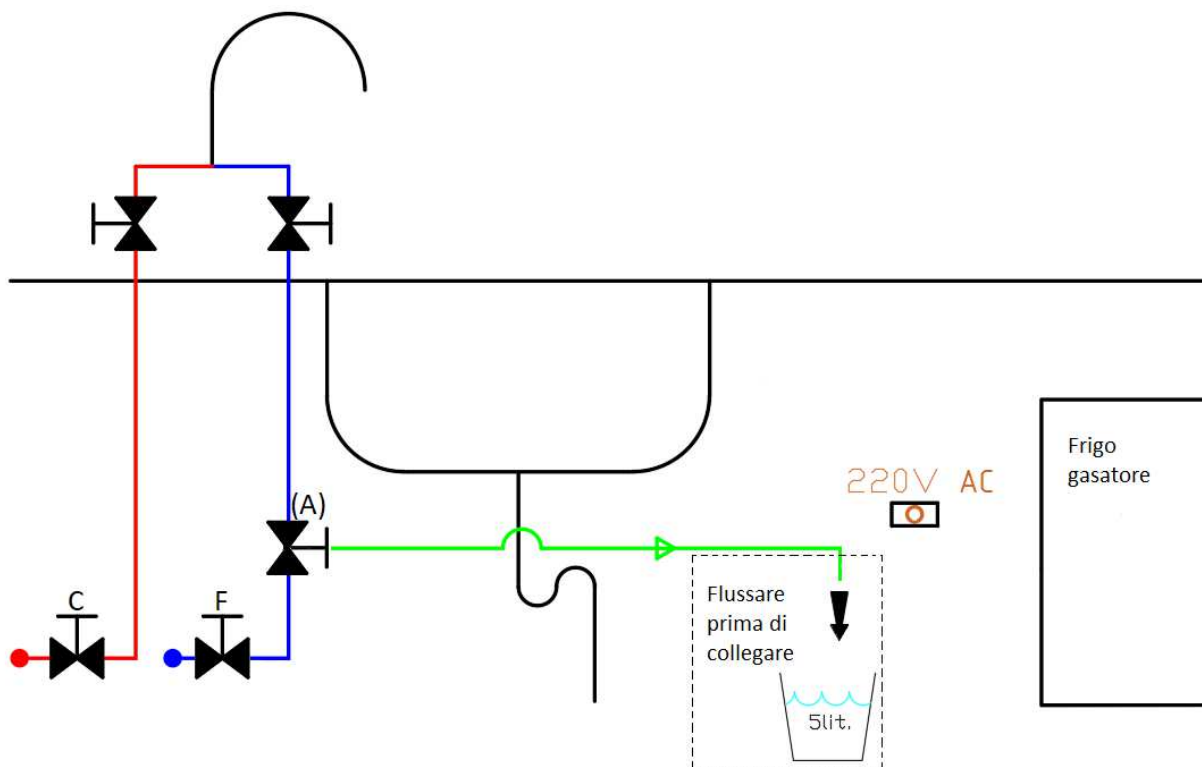 (A)
C
F
220V AC
Frigo
gasatore
Flussare
prima di
collegare
5lit.